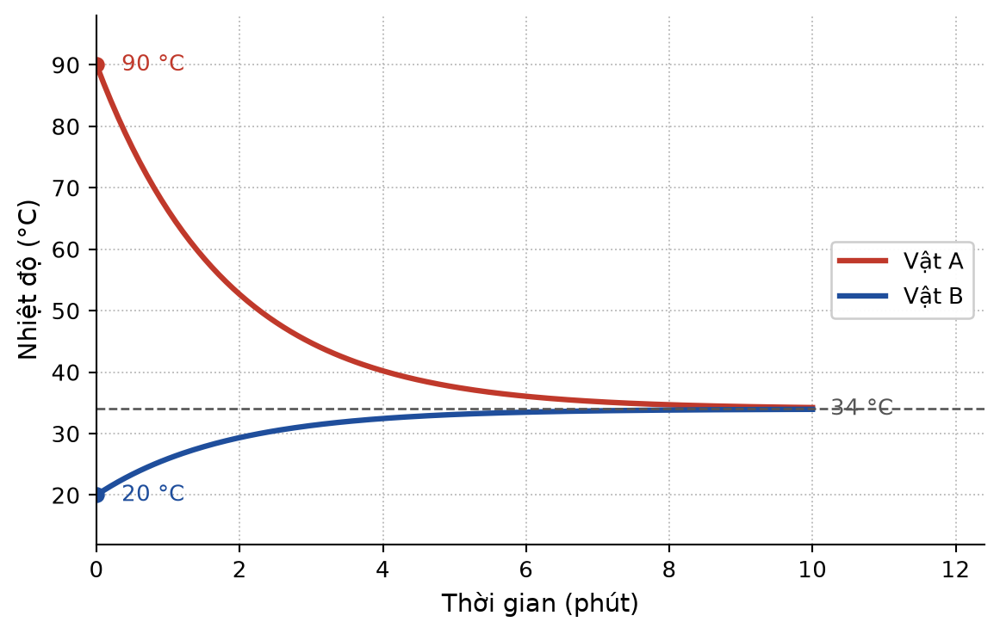 Nhiệt độ (°C)
90
80
70
60
50
40
30
20
90 °C
20 °C
34 °C
Vật A
Vật B
0 2 4 6 8 10 12
Thời gian (phút)